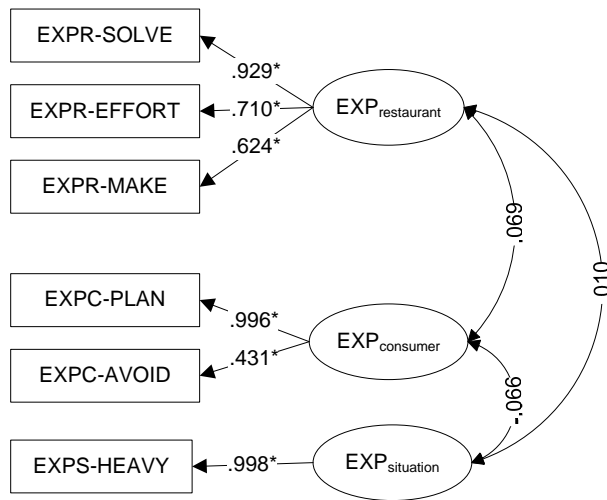 EXPR-SOLVE
.929*
EXPR-EFFORT
.710*
EXPrestaurant
.624*
EXPR-MAKE
.069
.010
EXPC-PLAN
.996*
EXPconsumer
.431*
EXPC-AVOID
-.066
EXPS-HEAVY
.998*
EXPsituation